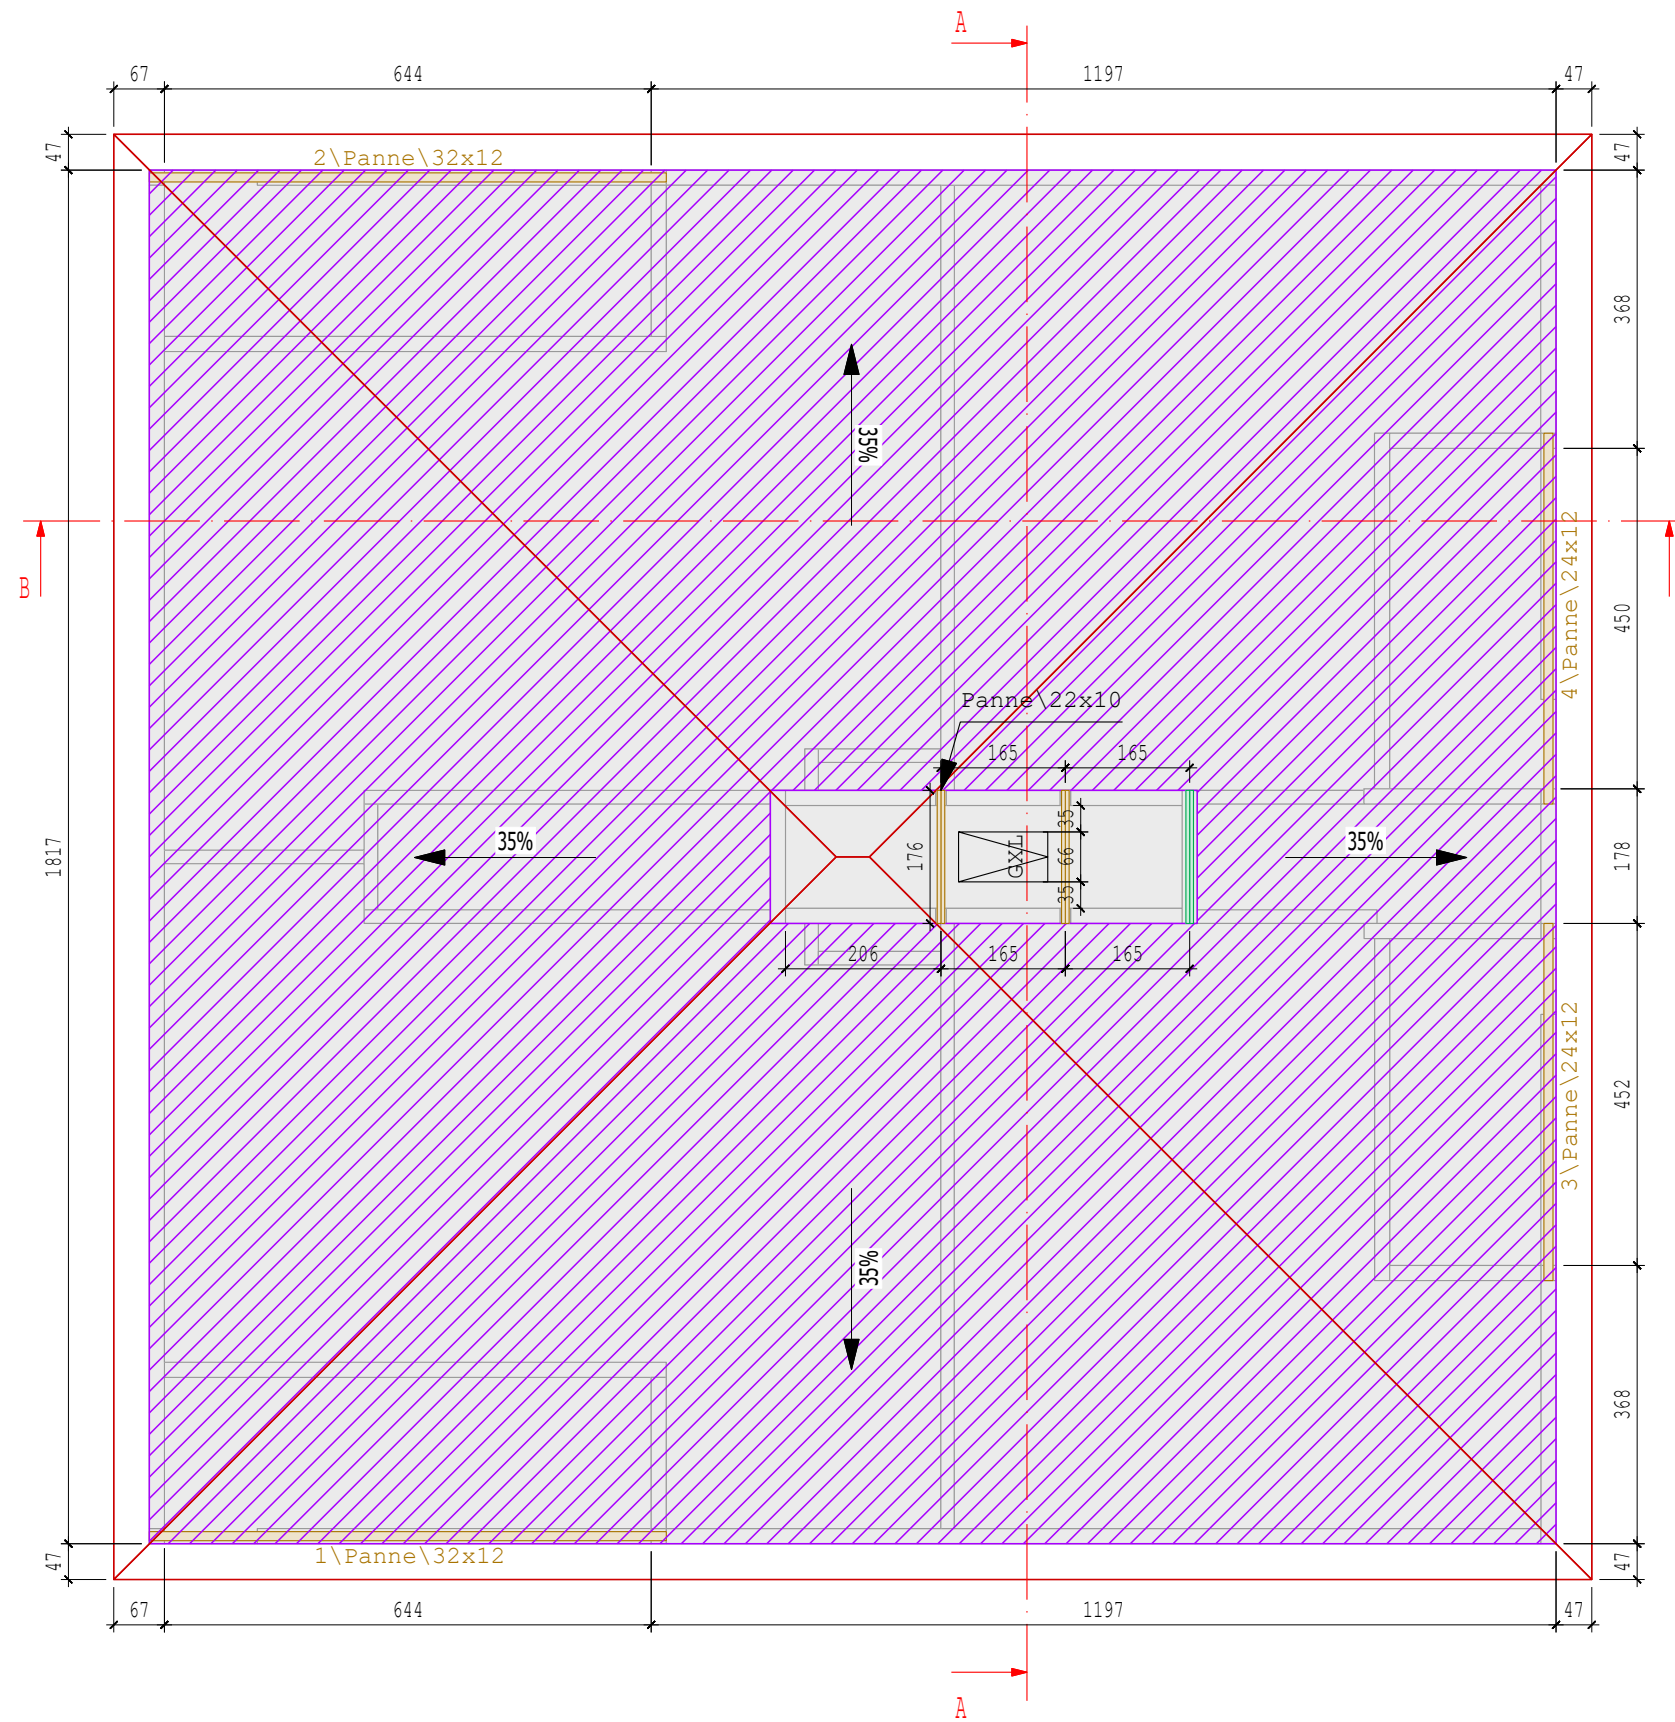 A
67 644 1197 47
47 47
2\Panne\32x12
368
35%
4\Panne\24x12
B
450
Panne\22x10
165 165
35
1817 35% 176 GXL 66 35% 178
35
206 165 165
3\Panne\24x12
452
35%
368
1\Panne\32x12
47 47
67 644 1197 47
A